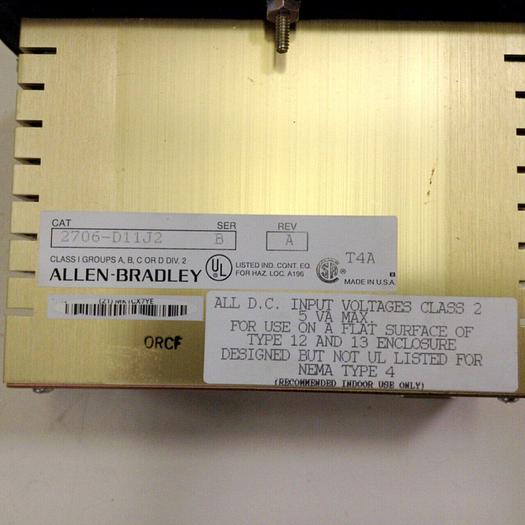 CAT SER REV
2706-D11J2 B A
CLASS I GROUPS A, B, C OR D DIV. 2
ALLEN-BRADLEY
UL
LISTED IND. CONT. EQ.
FOR HAZ. LOC. A196
T4A
MADE IN U.S.A.
ORCF
ALL D.C. INPUT VOLTAGES CLASS 2
5 VA MAX
FOR USE ON A FLAT SURFACE OF
TYPE 12 AND 13 ENCLOSURE
DESIGNED BUT NOT UL LISTED FOR
NEMA TYPE 4
(RECOMMENDED INDOOR USE ONLY)